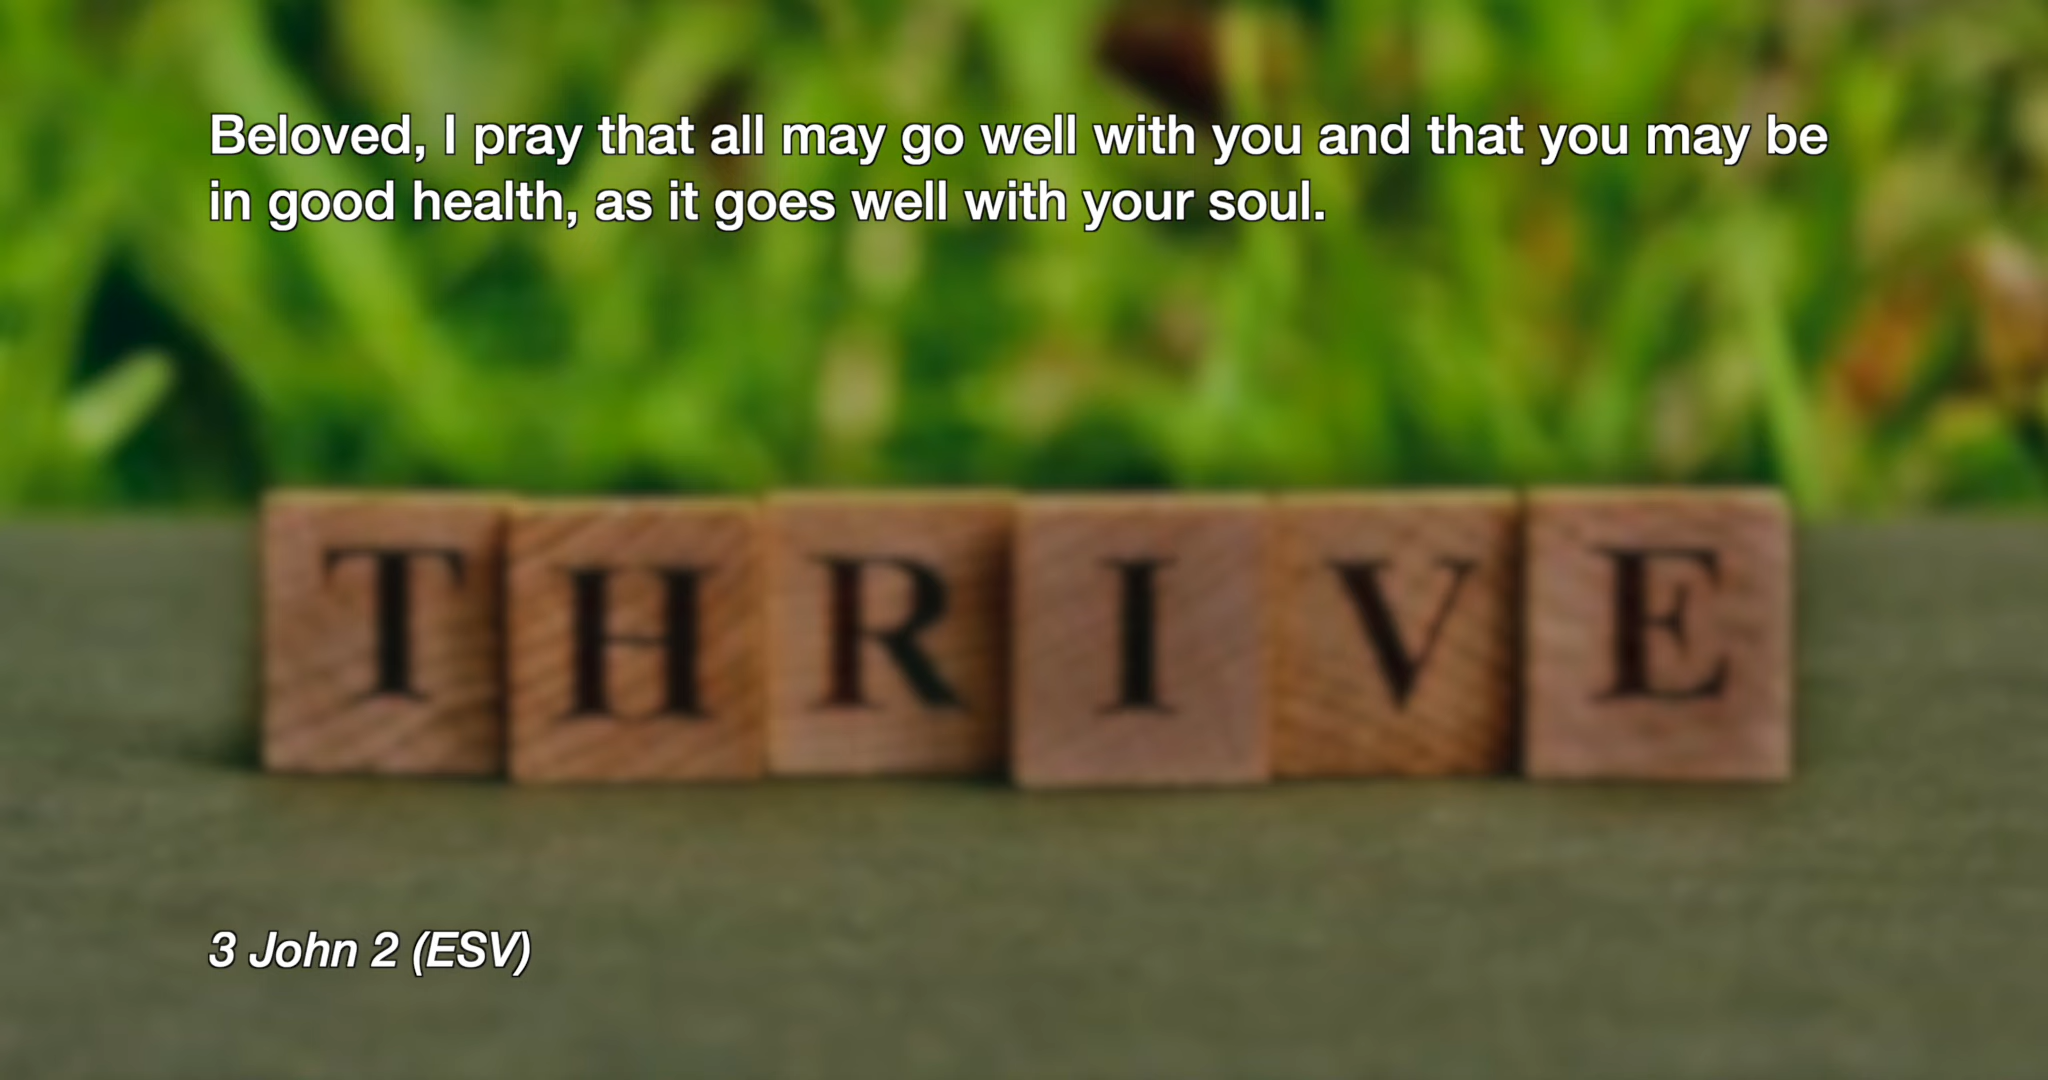 Beloved, I pray that all may go well with you and that you may be
in good health, as it goes well with your soul.
THRIVE
3 John 2 (ESV)